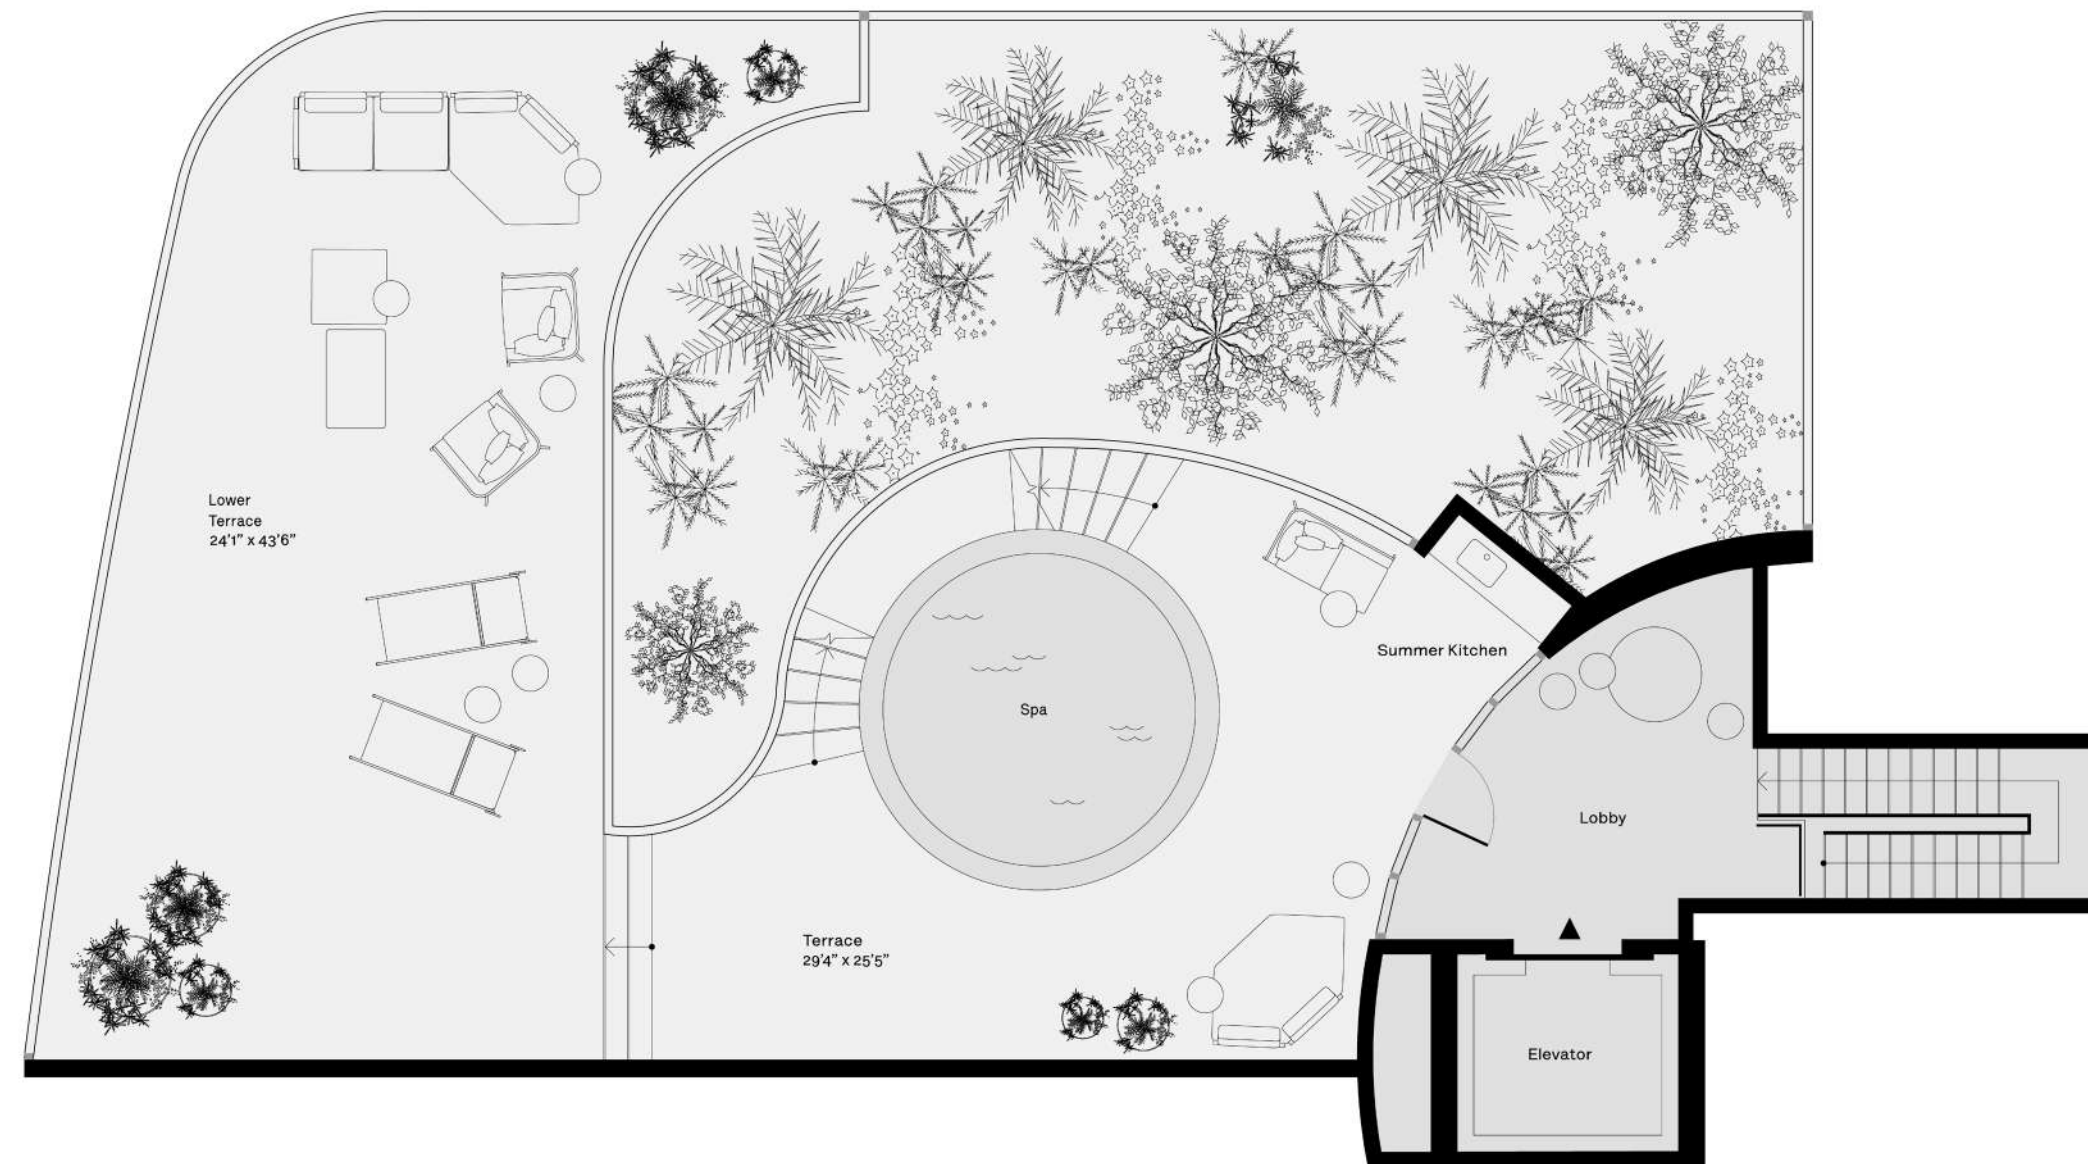 Lower
Terrace
24'1" x 43'6"
Summer Kitchen
Spa
Lobby
Terrace
29'4" x 25'5"
Elevator